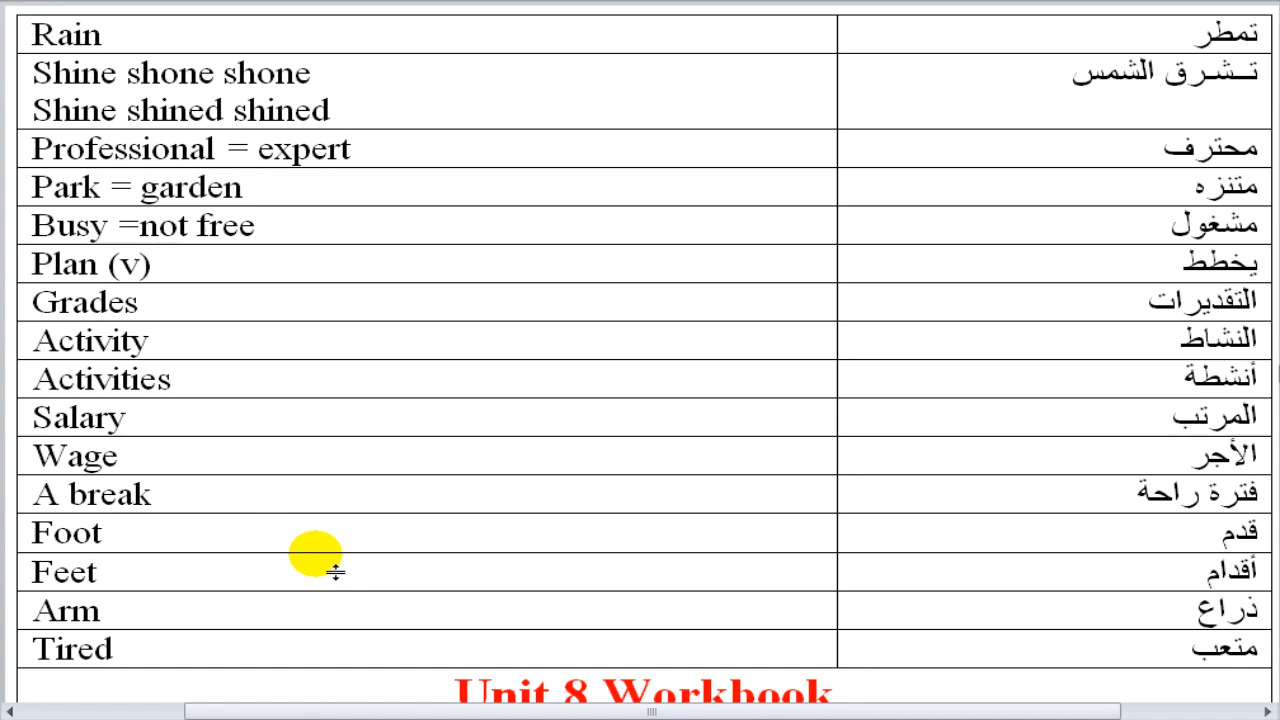 Rain تمطر
Shine shone shone تــشـرق الشمس
Shine shined shined
Professional = expert محترف
Park = garden متنزه
Busy =not free مشغول
Plan (v) يخطط
Grades التقديرات
Activity النشاط
Activities أنشطة
Salary المرتب
Wage الأجر
A break فترة راحة
Foot قدم
Feet أقدام
Arm ذراع
Tired متعب
Unit 8 Workbook